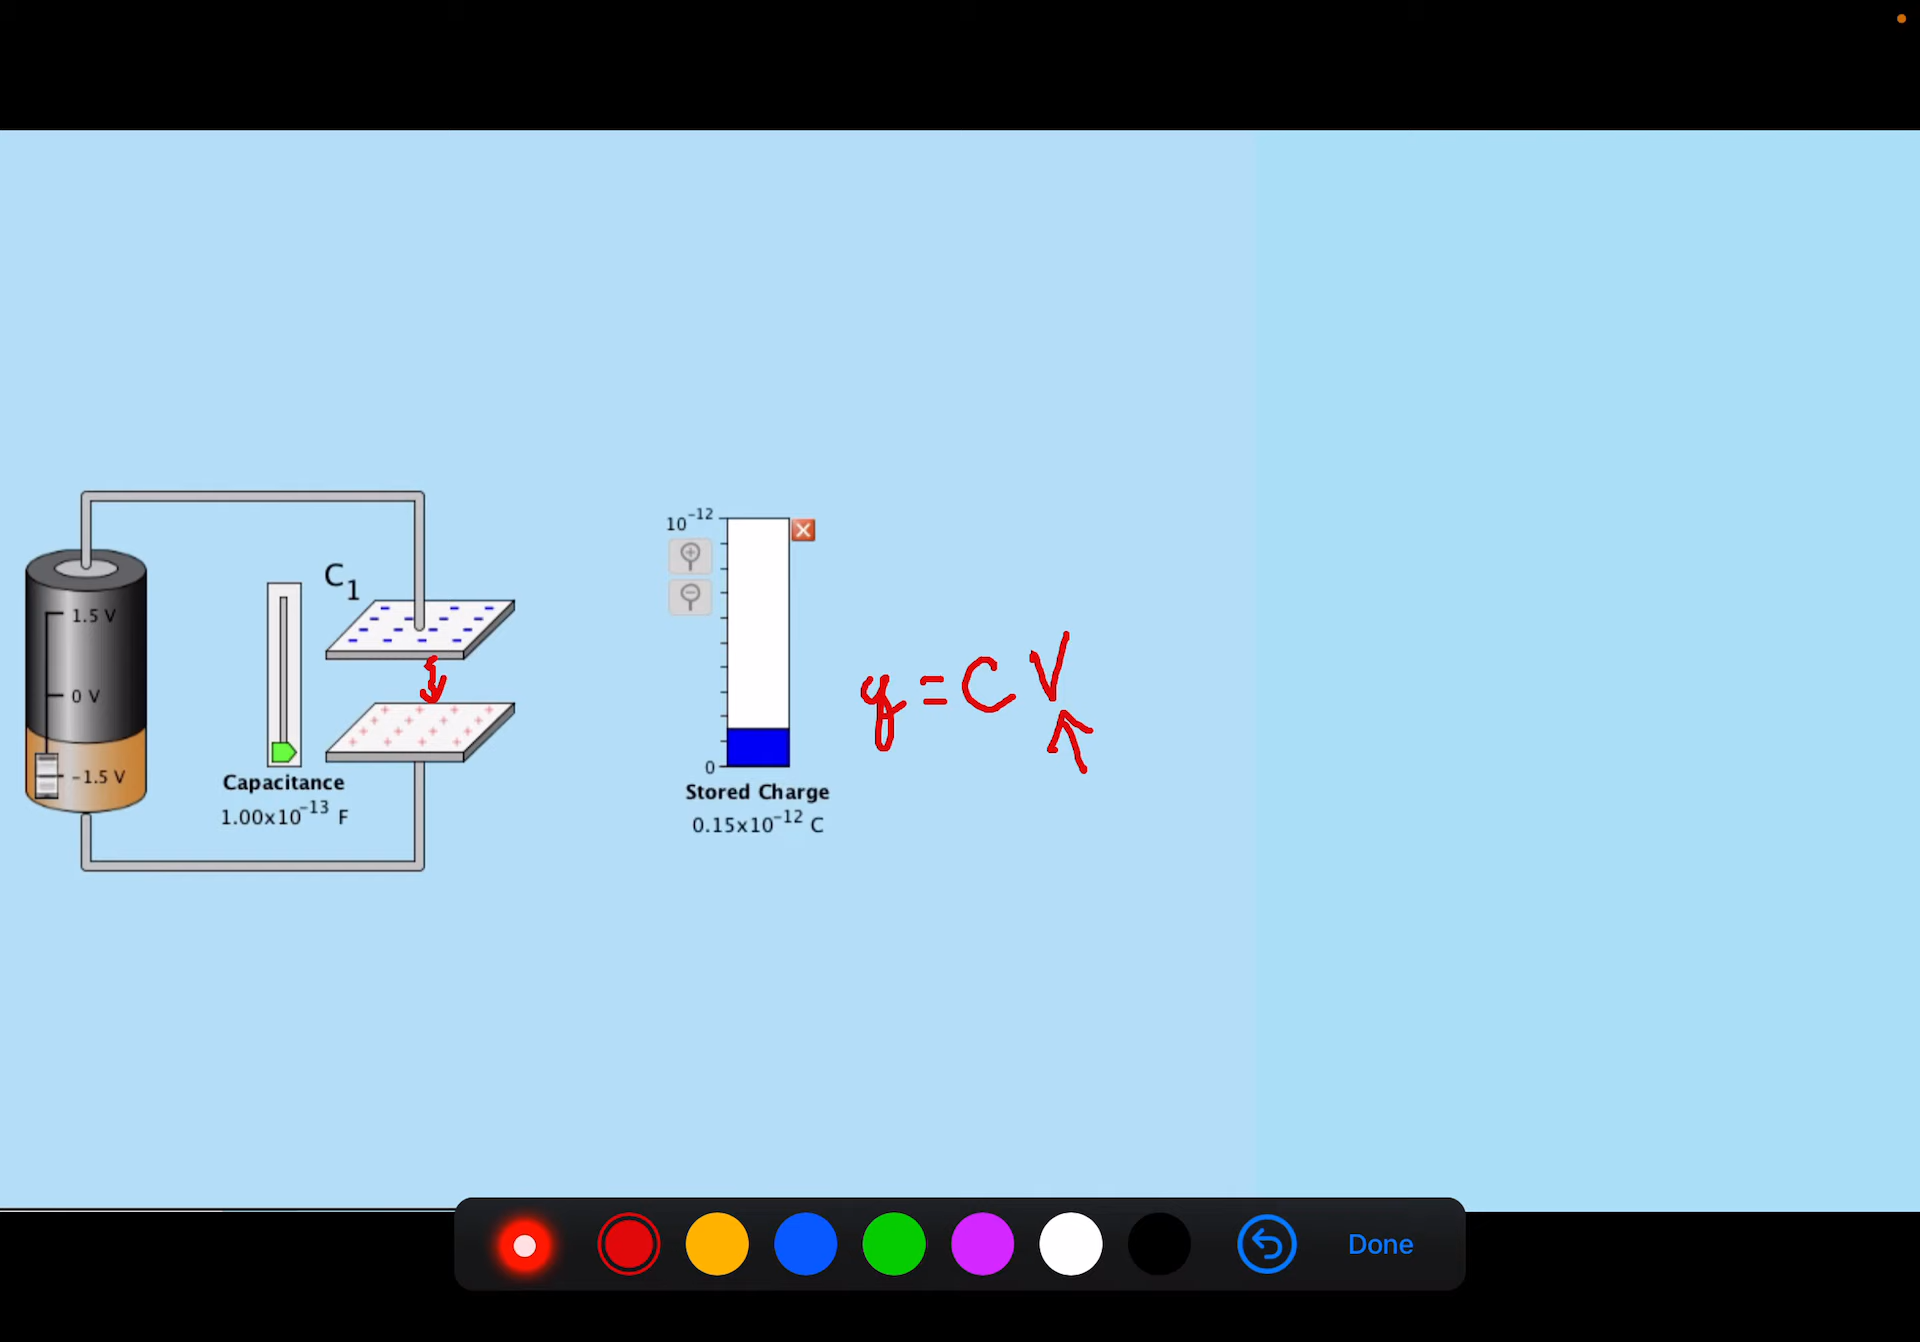 10⁻¹²
C₁
1.5 V
0 V
-1.5 V
Capacitance
1.00x10⁻¹³ F
0
Stored Charge
0.15x10⁻¹² C
q = C V
Done